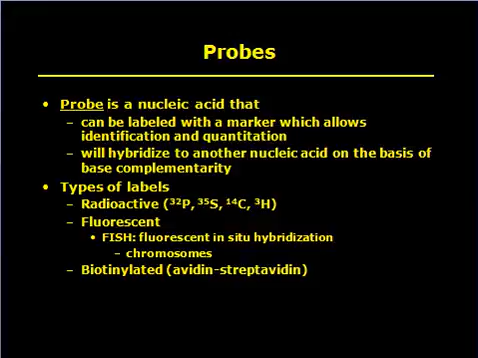 Probes
• Probe is a nucleic acid that
– can be labeled with a marker which allows
identification and quantitation
– will hybridize to another nucleic acid on the basis of
base complementarity
• Types of labels
– Radioactive (³²P, ³⁵S, ¹⁴C, ³H)
– Fluorescent
• FISH: fluorescent in situ hybridization
– chromosomes
– Biotinylated (avidin-streptavidin)